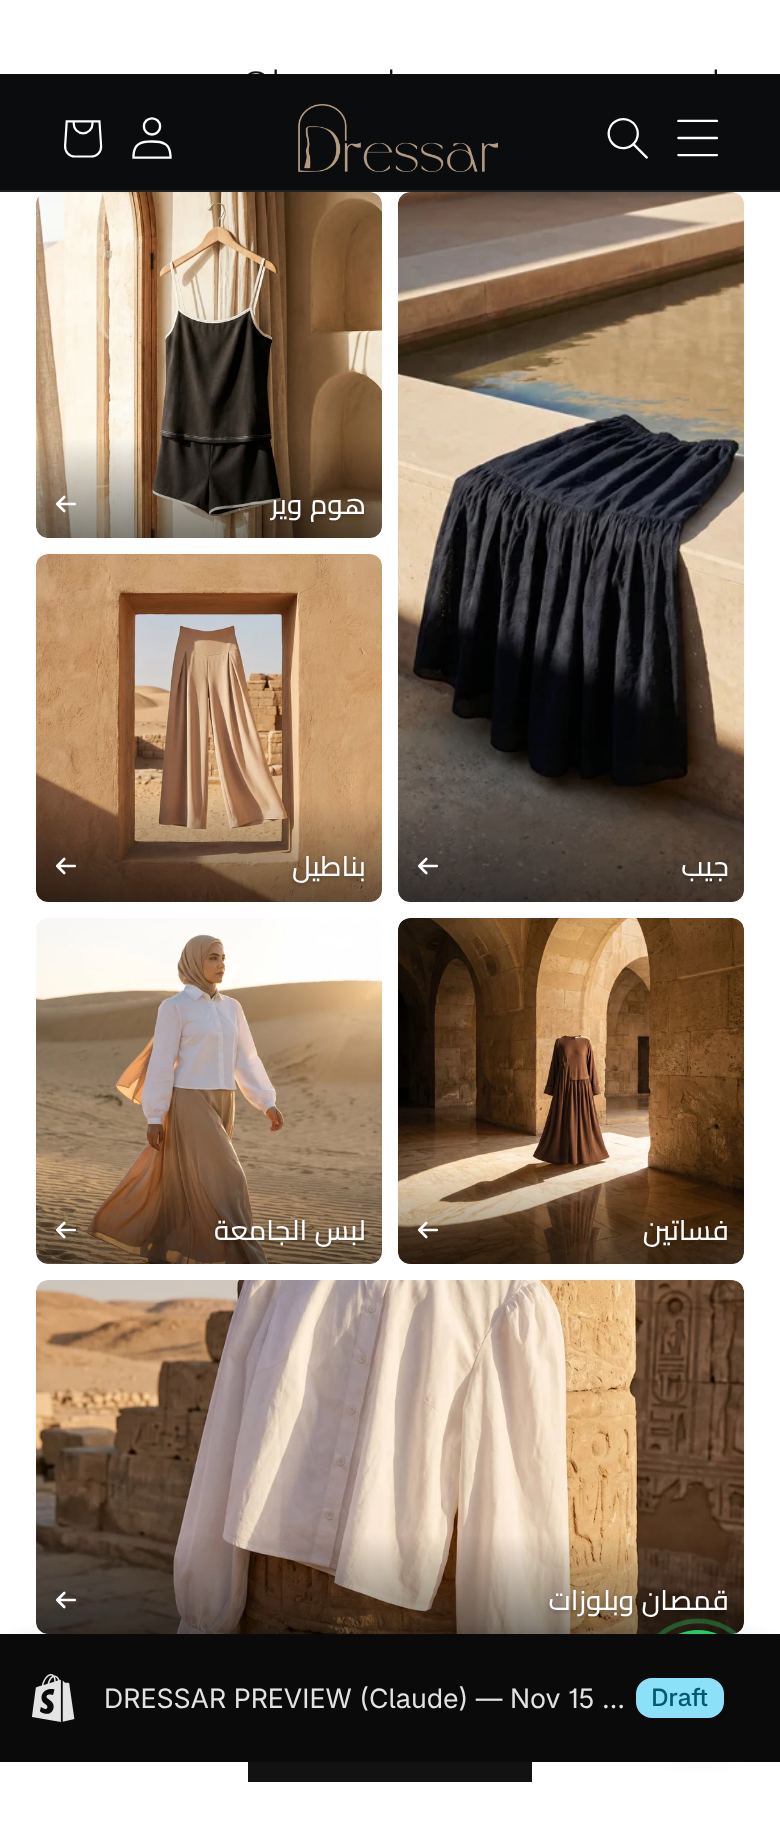 Dressar
هوم وير
جيب
بناطيل
فساتين
لبس الجامعة
قمصان وبلوزات
DRESSAR PREVIEW (Claude) — Nov 15 ...
Draft